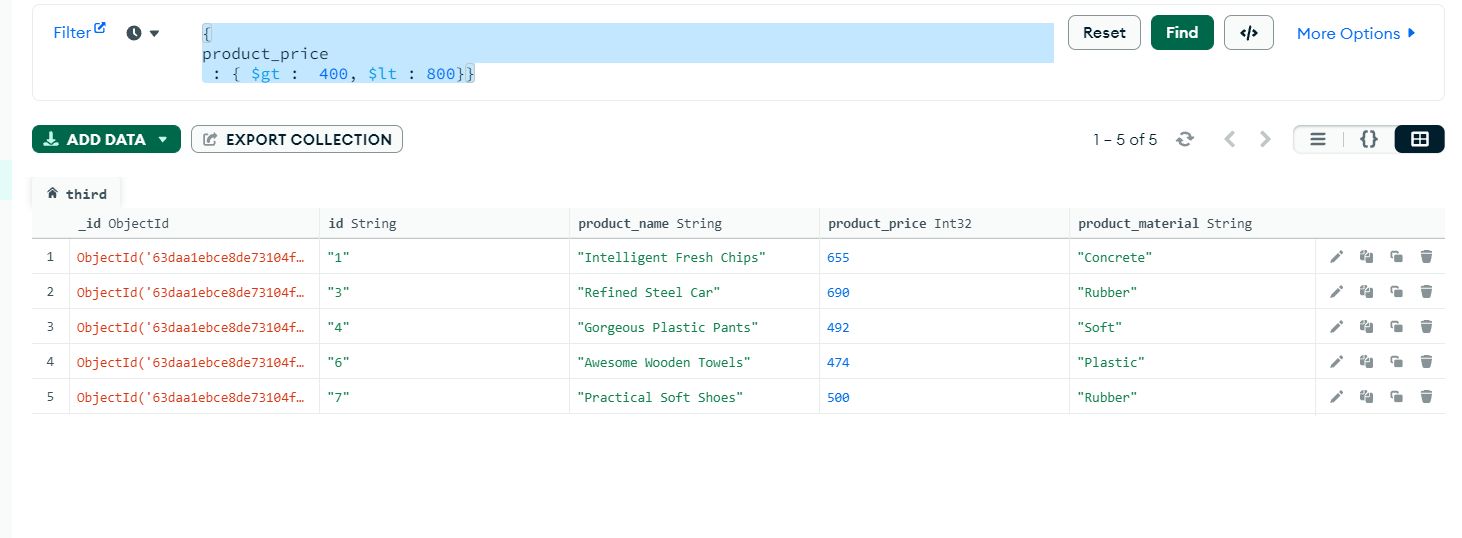 Filter
{
product_price
: { $gt : 400, $lt : 800}}
Reset
Find
</>
More Options
ADD DATA
EXPORT COLLECTION
1 – 5 of 5
{}
third
_id ObjectId id String product_name String product_price Int32 product_material String
1 ObjectId('63daa1ebce8de73104f… "1" "Intelligent Fresh Chips" 655 "Concrete"
2 ObjectId('63daa1ebce8de73104f… "3" "Refined Steel Car" 690 "Rubber"
3 ObjectId('63daa1ebce8de73104f… "4" "Gorgeous Plastic Pants" 492 "Soft"
4 ObjectId('63daa1ebce8de73104f… "6" "Awesome Wooden Towels" 474 "Plastic"
5 ObjectId('63daa1ebce8de73104f… "7" "Practical Soft Shoes" 500 "Rubber"